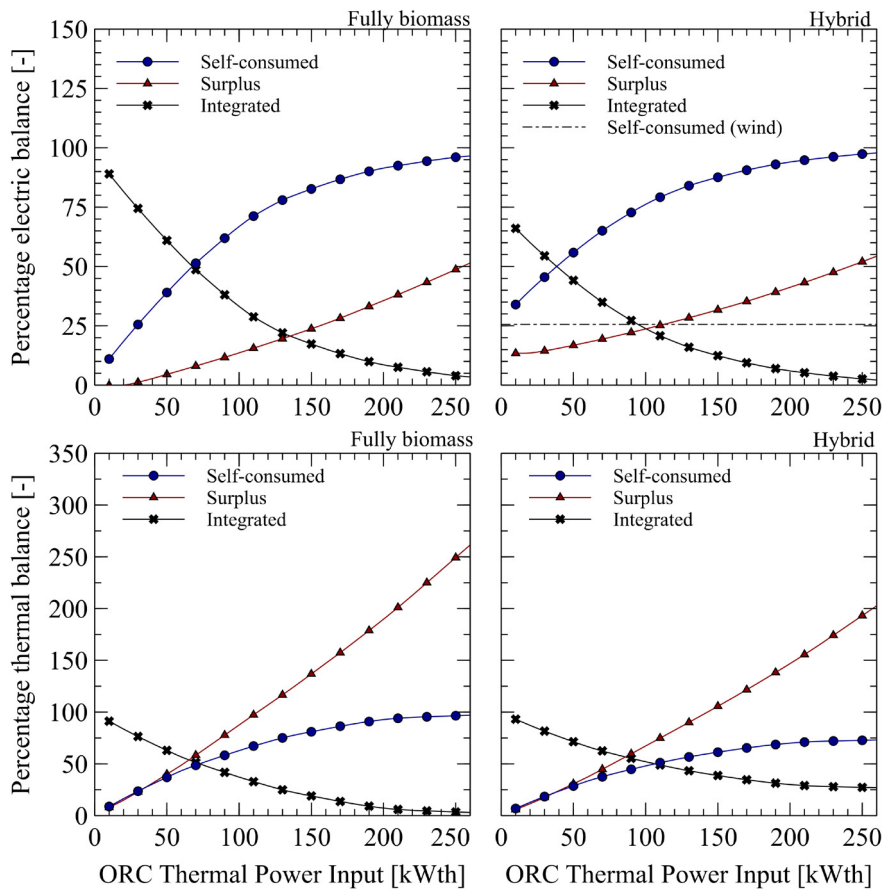 Fully biomass
Percentage electric balance [-]
150
125
100
75
50
25
0
Self-consumed
Surplus
Integrated
0 50 100 150 200 250
Hybrid
Self-consumed
Surplus
Integrated
Self-consumed (wind)
0 50 100 150 200 250
Fully biomass
Percentage thermal balance [-]
350
300
250
200
150
100
50
0
Self-consumed
Surplus
Integrated
0 50 100 150 200 250
ORC Thermal Power Input [kWth]
Hybrid
Self-consumed
Surplus
Integrated
0 50 100 150 200 250
ORC Thermal Power Input [kWth]